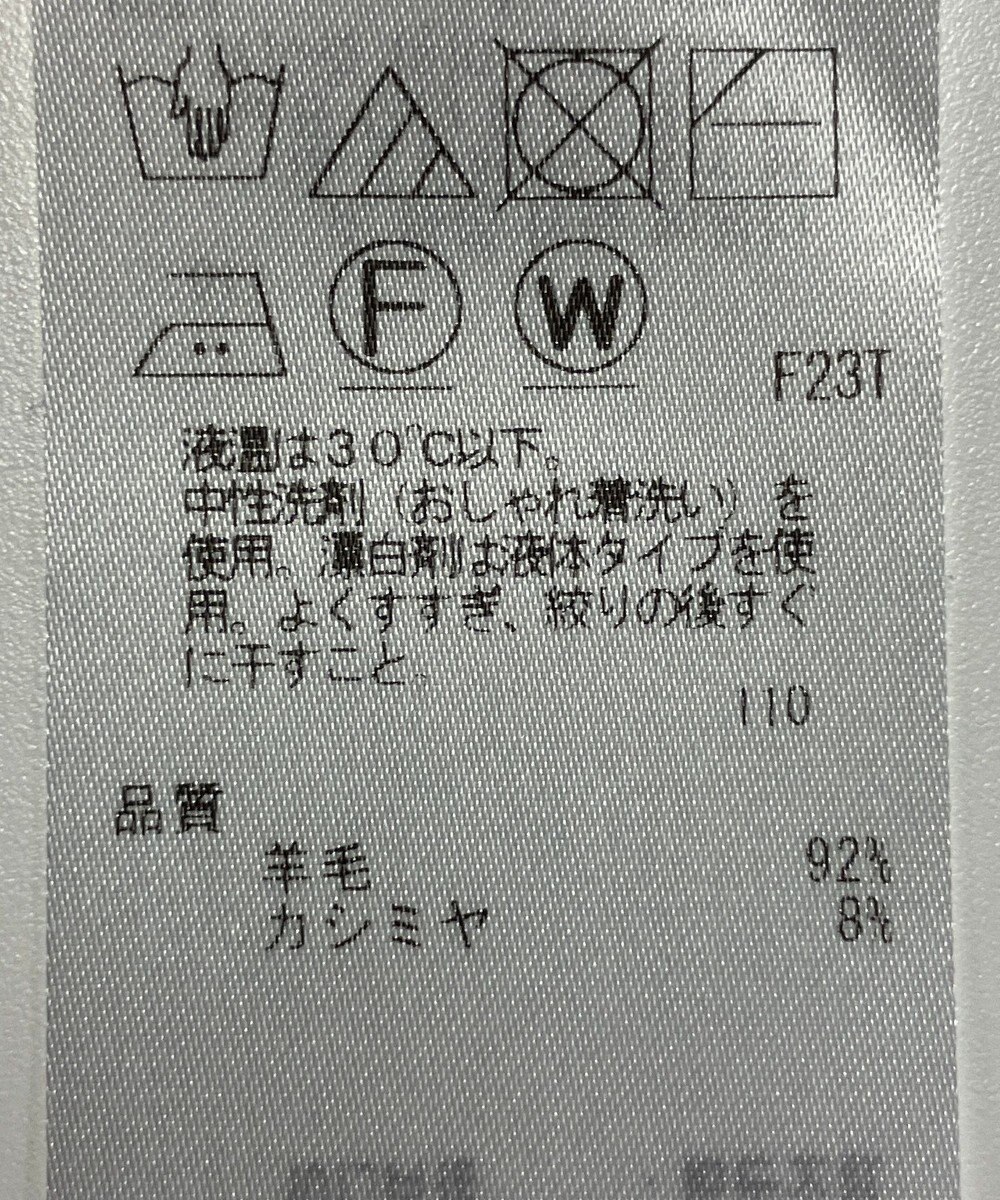 F W
F23T
液温は30℃以下。
中性洗剤（おしゃれ着洗い）を
使用。漂白剤は液体タイプを使
用。よくすすぎ、絞りの後すぐ
に干すこと。
110
品質
羊毛 92%
カシミヤ 8%